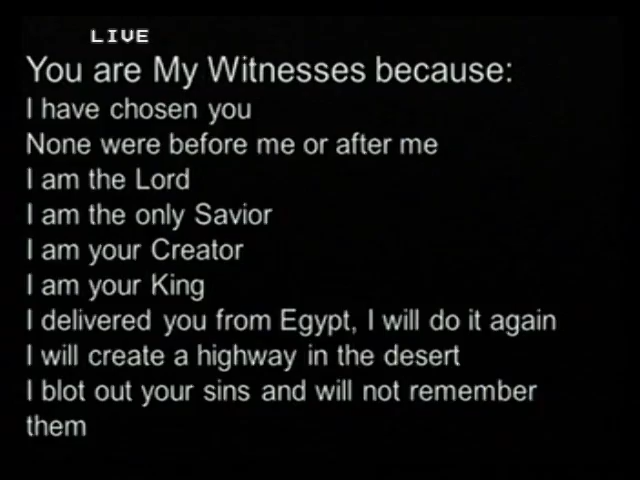 LIVE
You are My Witnesses because:
I have chosen you
None were before me or after me
I am the Lord
I am the only Savior
I am your Creator
I am your King
I delivered you from Egypt, I will do it again
I will create a highway in the desert
I blot out your sins and will not remember
them